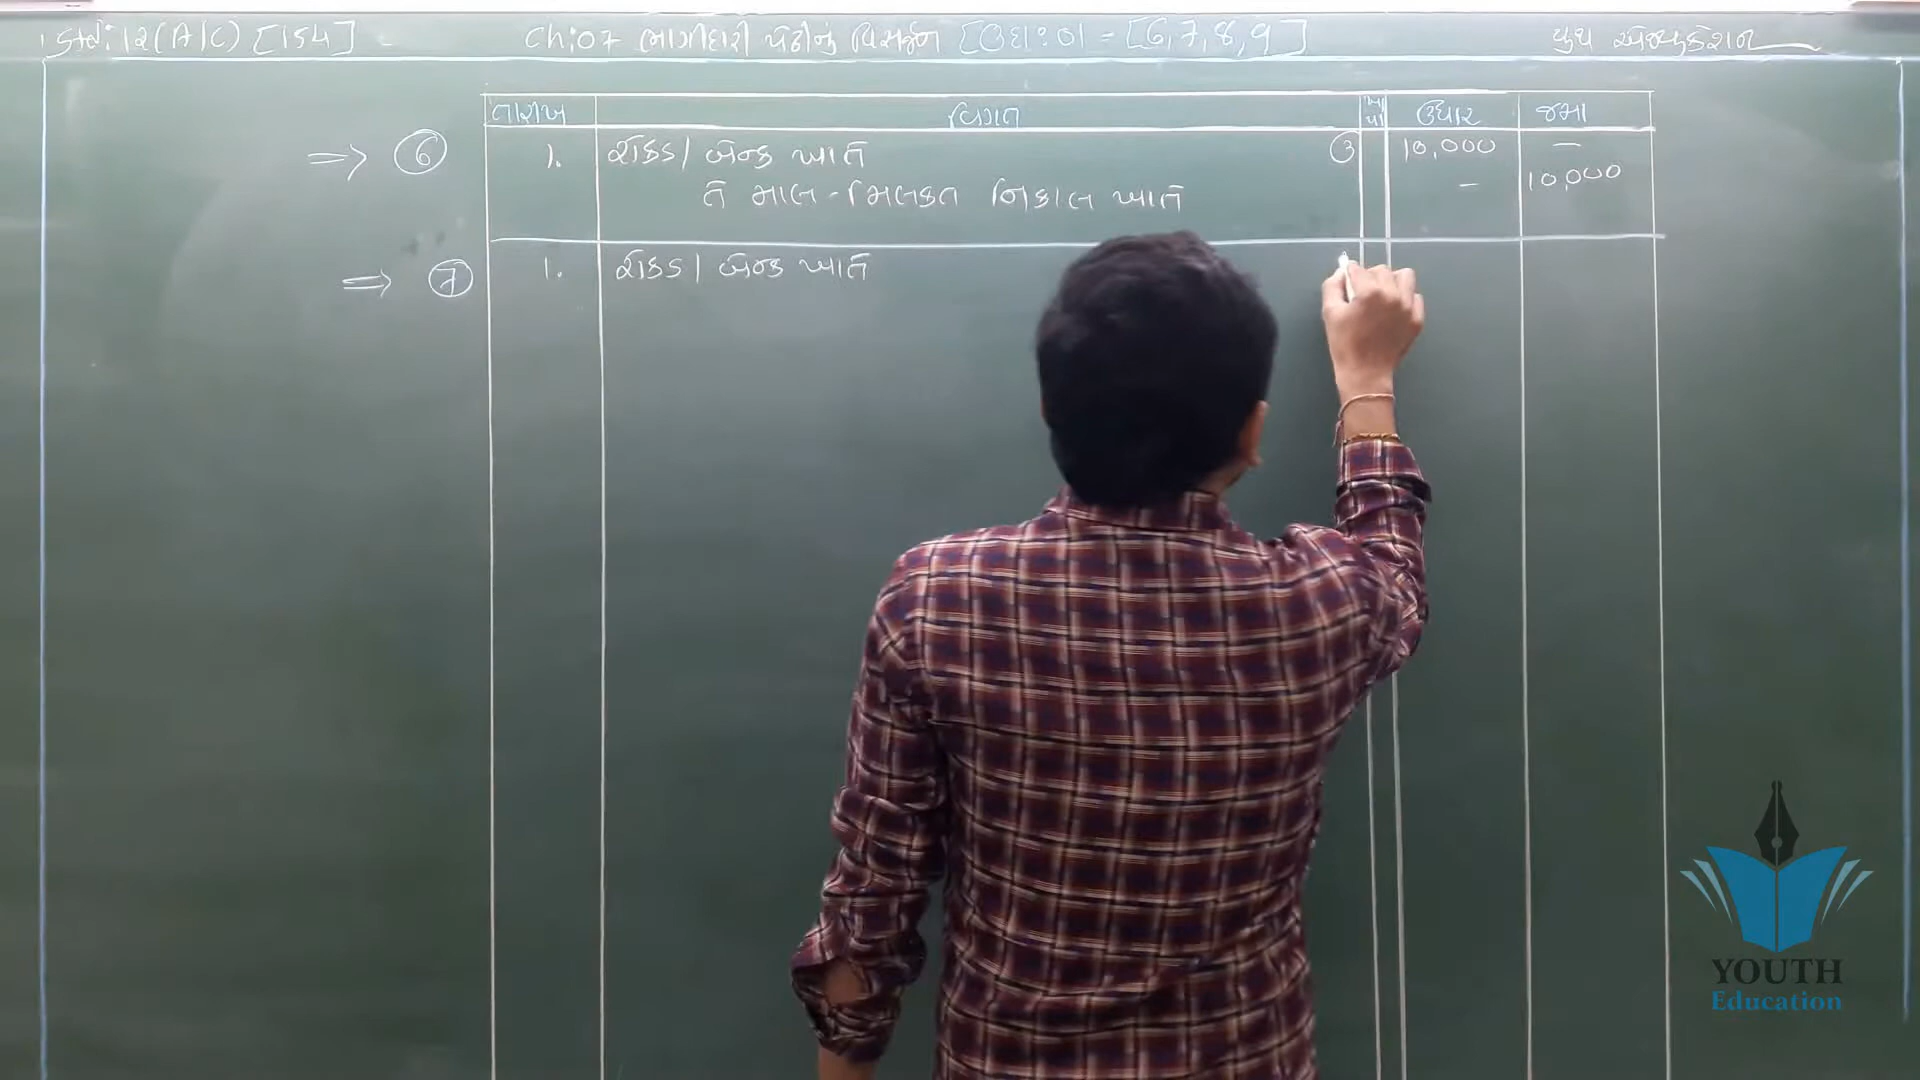 ધોરણ: 12 (A/C) [154]
Ch:07 ભાગીદારી પેઢીનું વિસર્જન [ઉદા: 01 = [6,7,8,9]
યુથ એજ્યુકેશન
તારીખ વિગત ખા પા ઉધાર જમા
⇒ ⑥ 1. રોકડ / બેન્ક ખાતે ઉ 10,000 —
તે માલ-મિલકત નિકાલ ખાતે — 10,000
⇒ ⑦ 1. રોકડ / બેન્ક ખાતે
YOUTH
Education